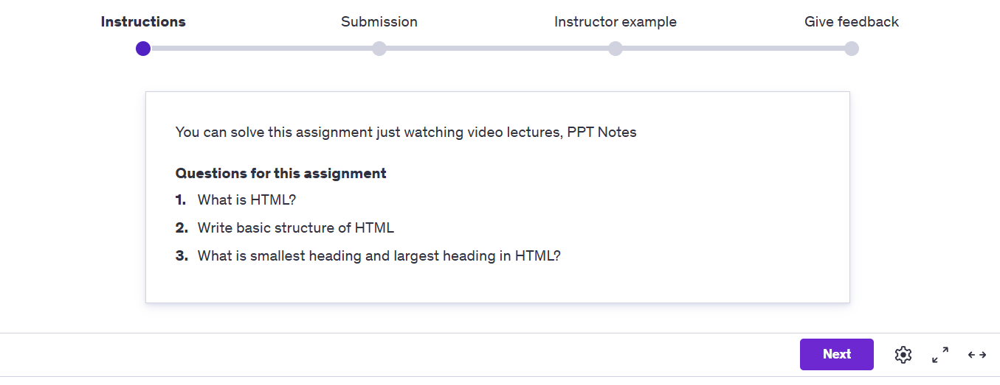 Instructions
Submission
Instructor example
Give feedback
You can solve this assignment just watching video lectures, PPT Notes
Questions for this assignment
1. What is HTML?
2. Write basic structure of HTML
3. What is smallest heading and largest heading in HTML?
Next